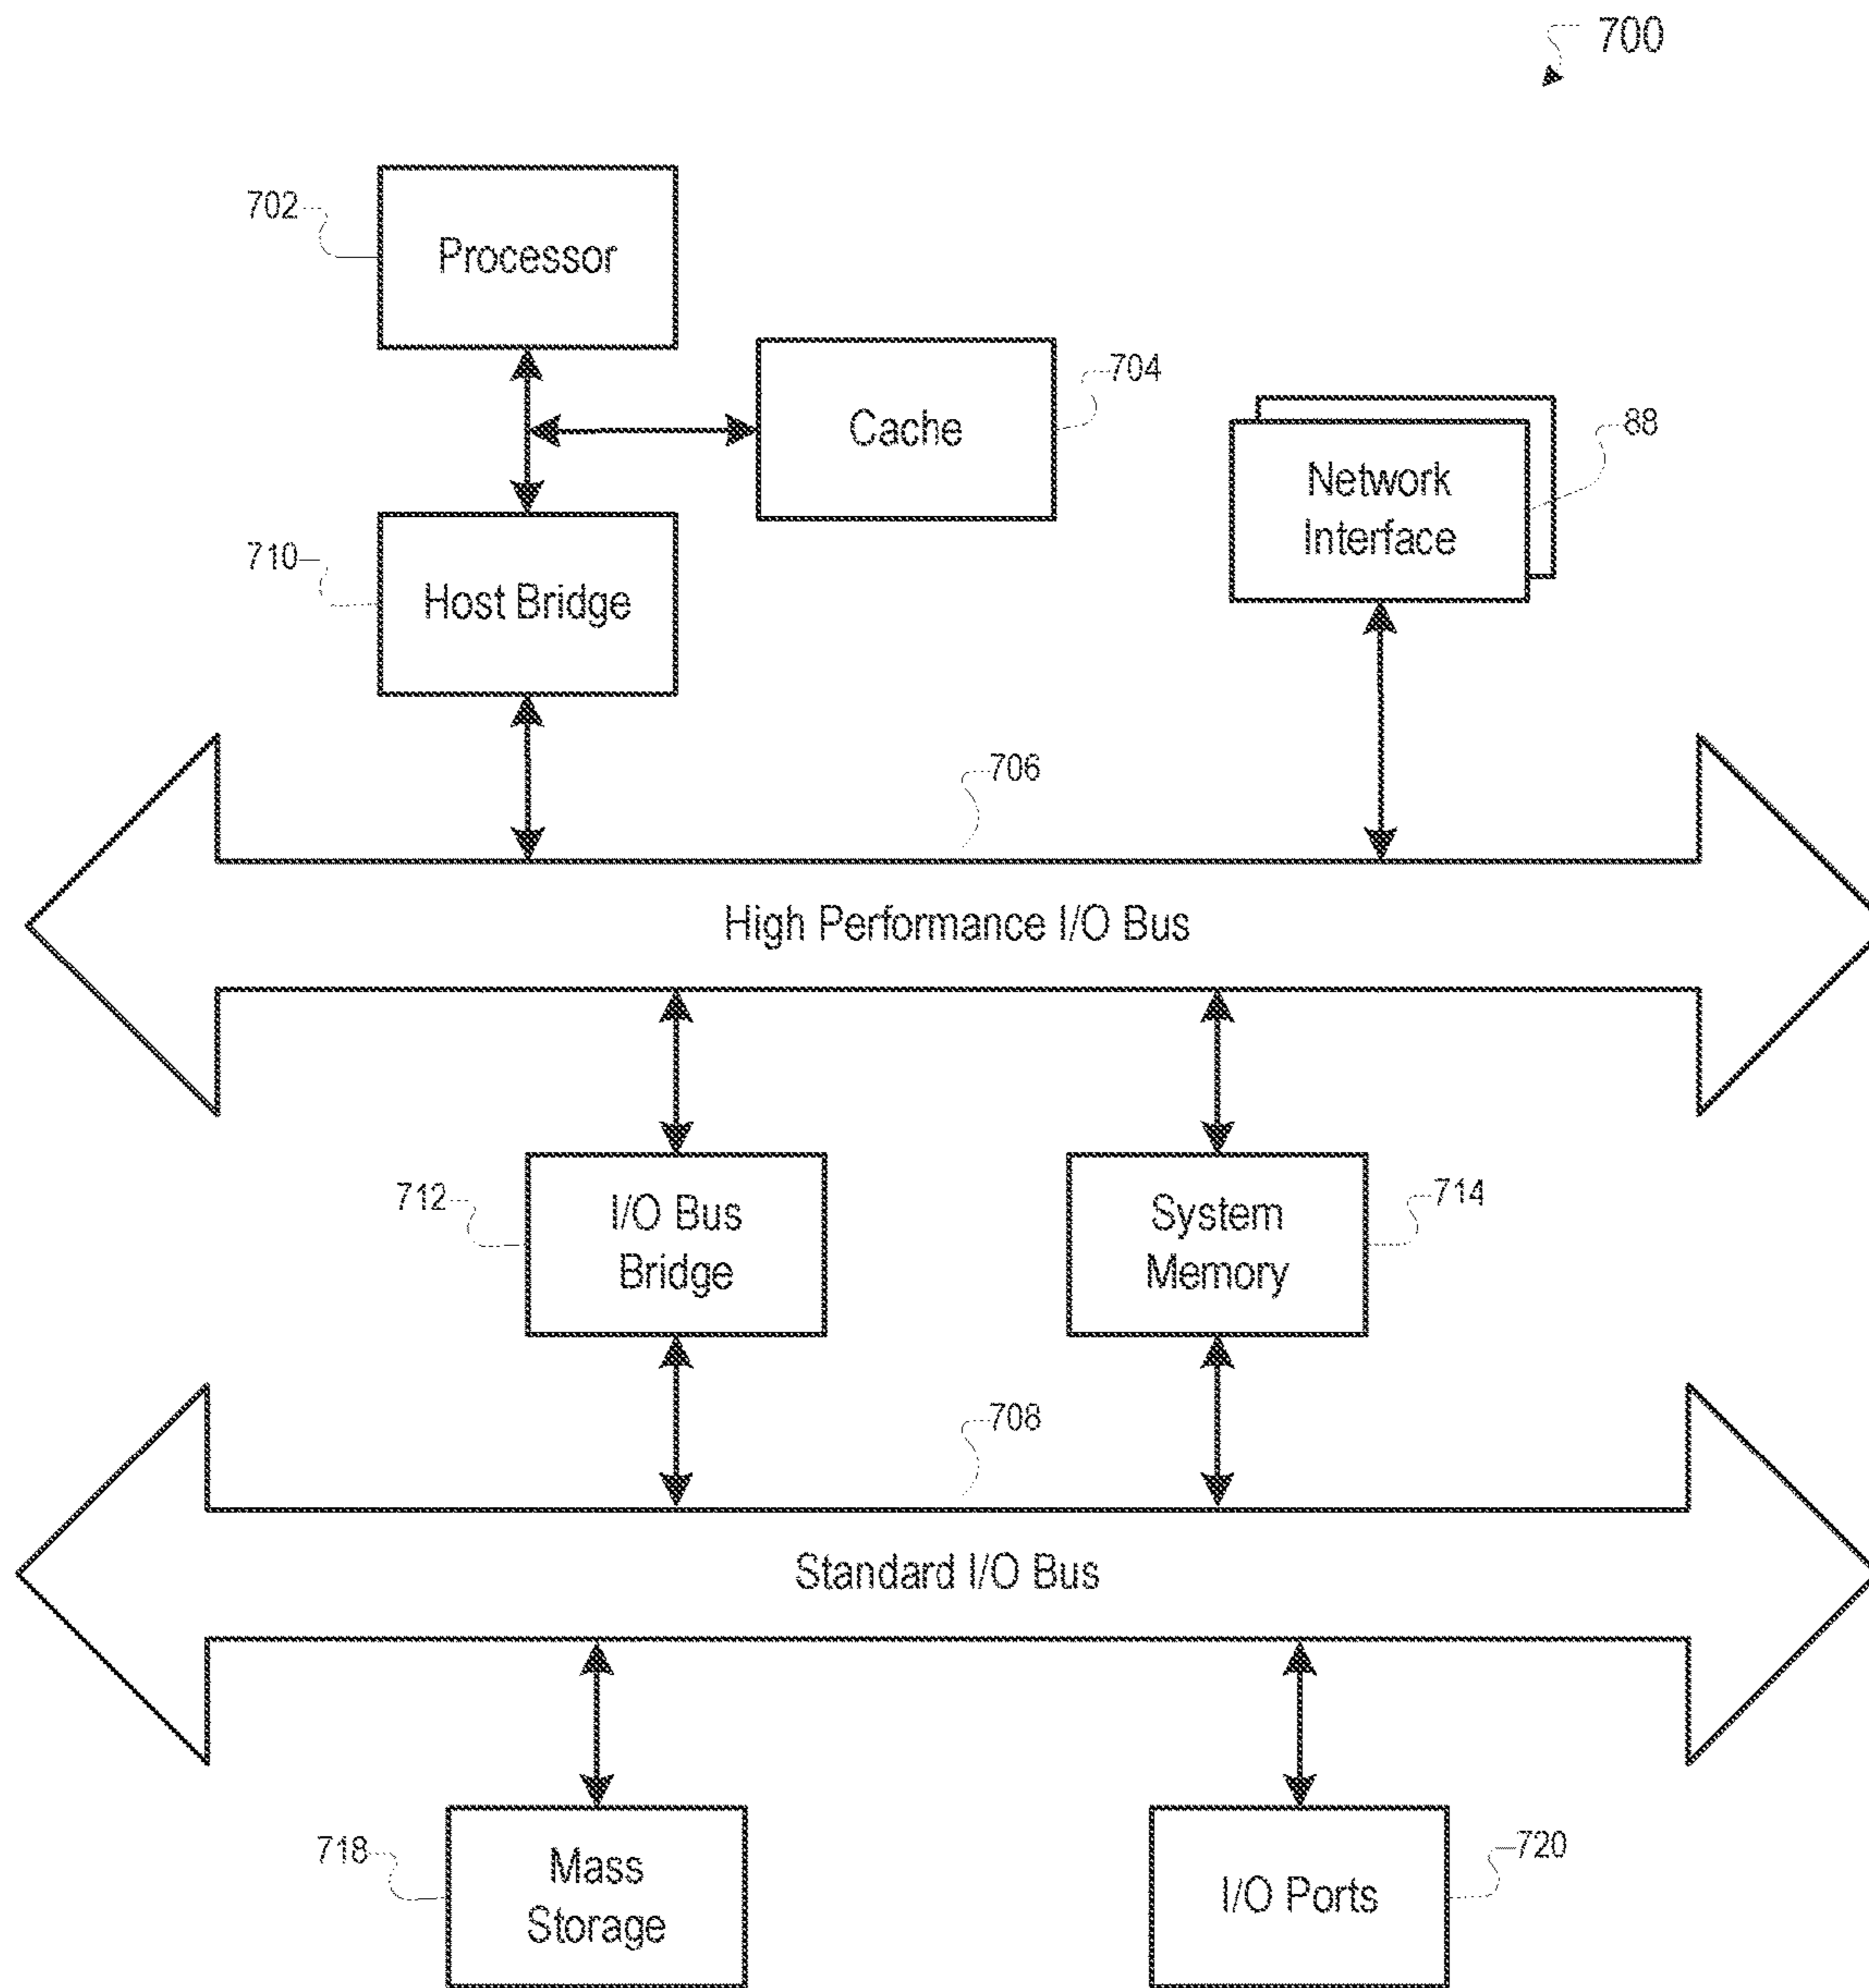 700
702
Processor
704
Cache
88
Network
Interface
710
Host Bridge
706
High Performance I/O Bus
712
I/O Bus
Bridge
714
System
Memory
708
Standard I/O Bus
718
Mass
Storage
720
I/O Ports